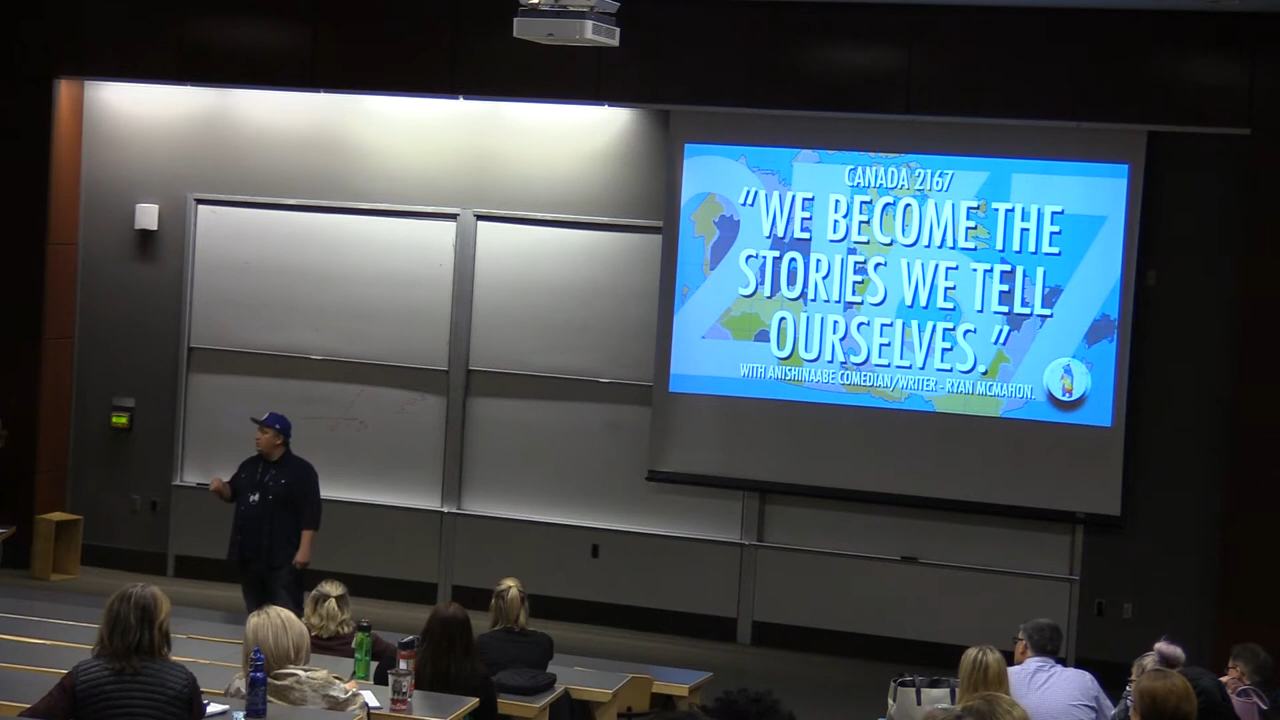 CANADA 2167
"WE BECOME THE
STORIES WE TELL
OURSELVES."
WITH ANISHINAABE COMEDIAN/WRITER - RYAN MCMAHON.